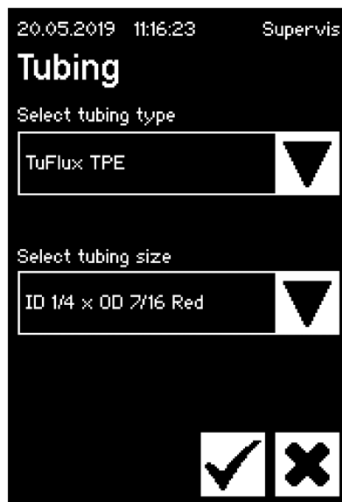 20.05.2019 11:16:23 Supervis
Tubing
Select tubing type
TuFlux TPE
Select tubing size
ID 1/4 x OD 7/16 Red